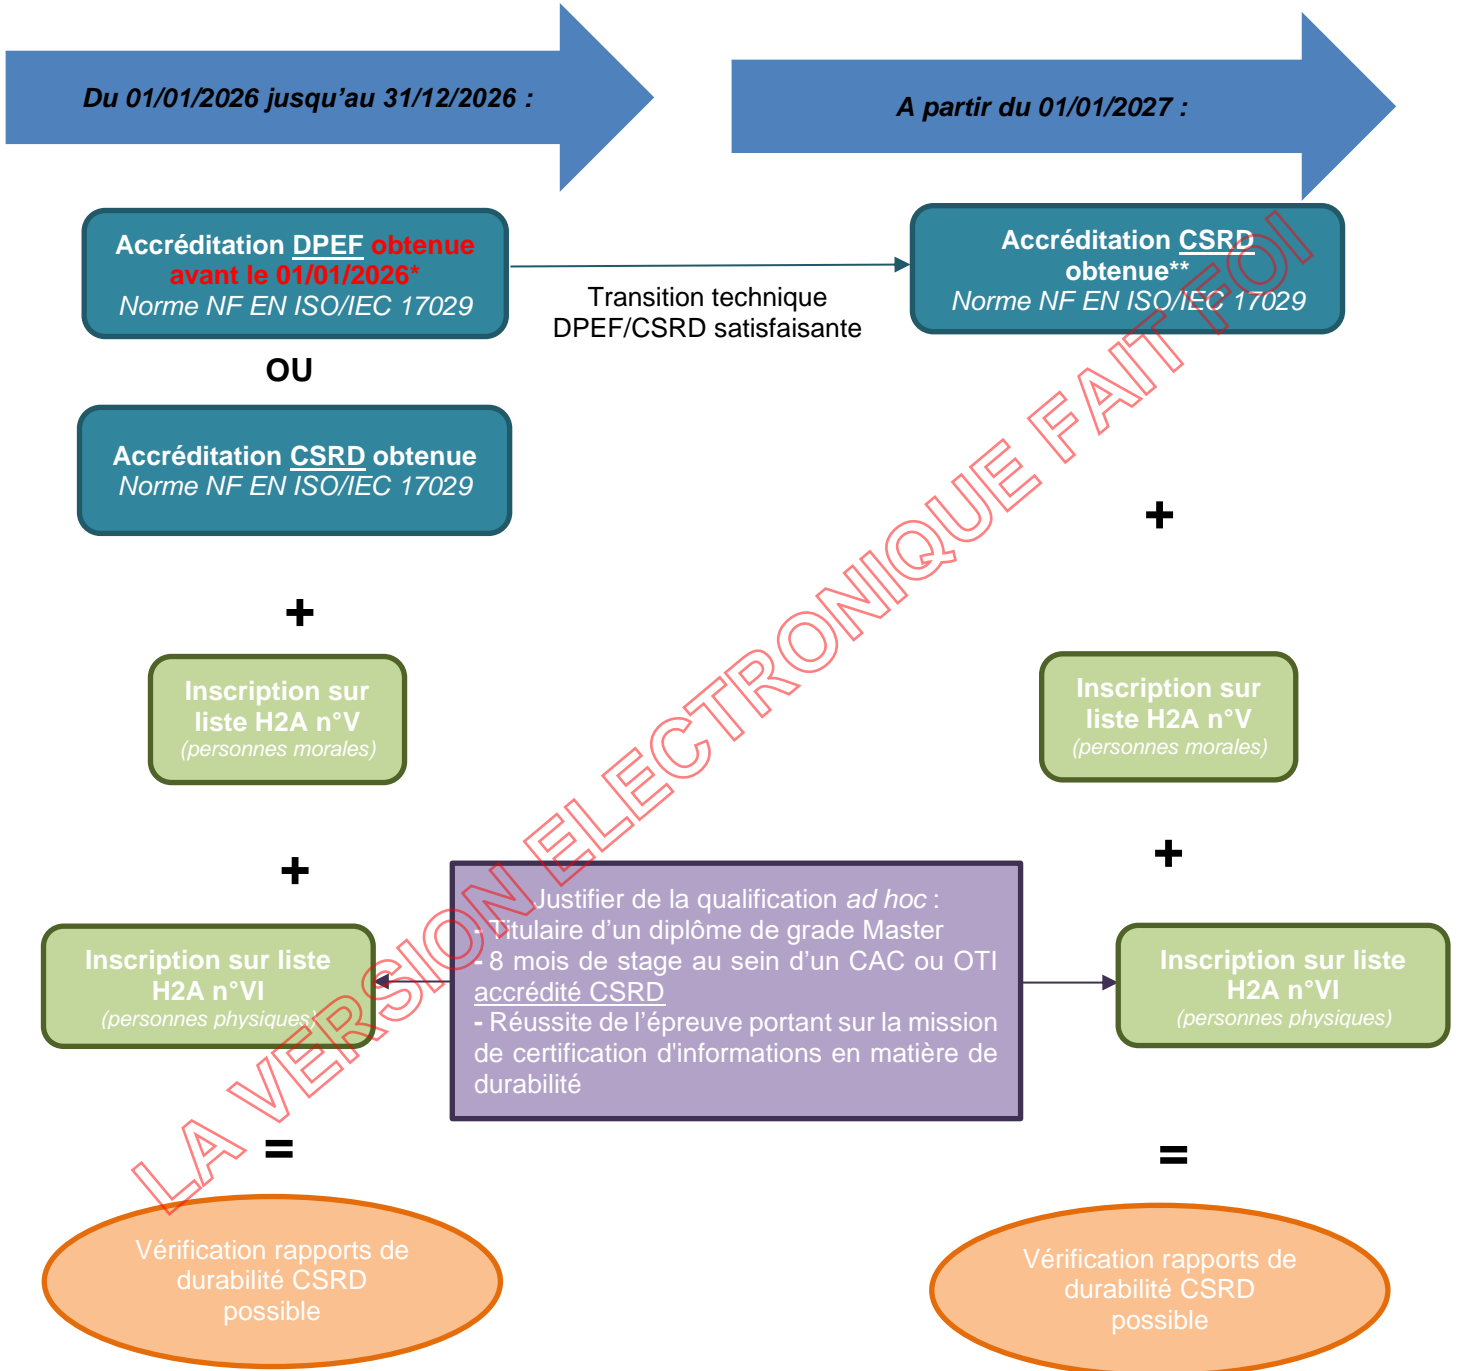 Du 01/01/2026 jusqu'au 31/12/2026 :
A partir du 01/01/2027 :
Accréditation DPEF obtenue
avant le 01/01/2026*
Norme NF EN ISO/IEC 17029
Transition technique
DPEF/CSRD satisfaisante
Accréditation CSRD
obtenue**
Norme NF EN ISO/IEC 17029
OU
Accréditation CSRD obtenue
Norme NF EN ISO/IEC 17029
+
+
Inscription sur
liste H2A n°V
(personnes morales)
Inscription sur
liste H2A n°V
(personnes morales)
+
+
Justifier de la qualification ad hoc :
- Titulaire d'un diplôme de grade Master
- 8 mois de stage au sein d'un CAC ou OTI
accrédité CSRD
- Réussite de l'épreuve portant sur la mission
de certification d'informations en matière de
durabilité
Inscription sur liste
H2A n°VI
(personnes physiques)
Inscription sur liste
H2A n°VI
(personnes physiques)
=
=
Vérification rapports de
durabilité CSRD
possible
Vérification rapports de
durabilité CSRD
possible
LA VERSION ELECTRONIQUE FAIT FOI